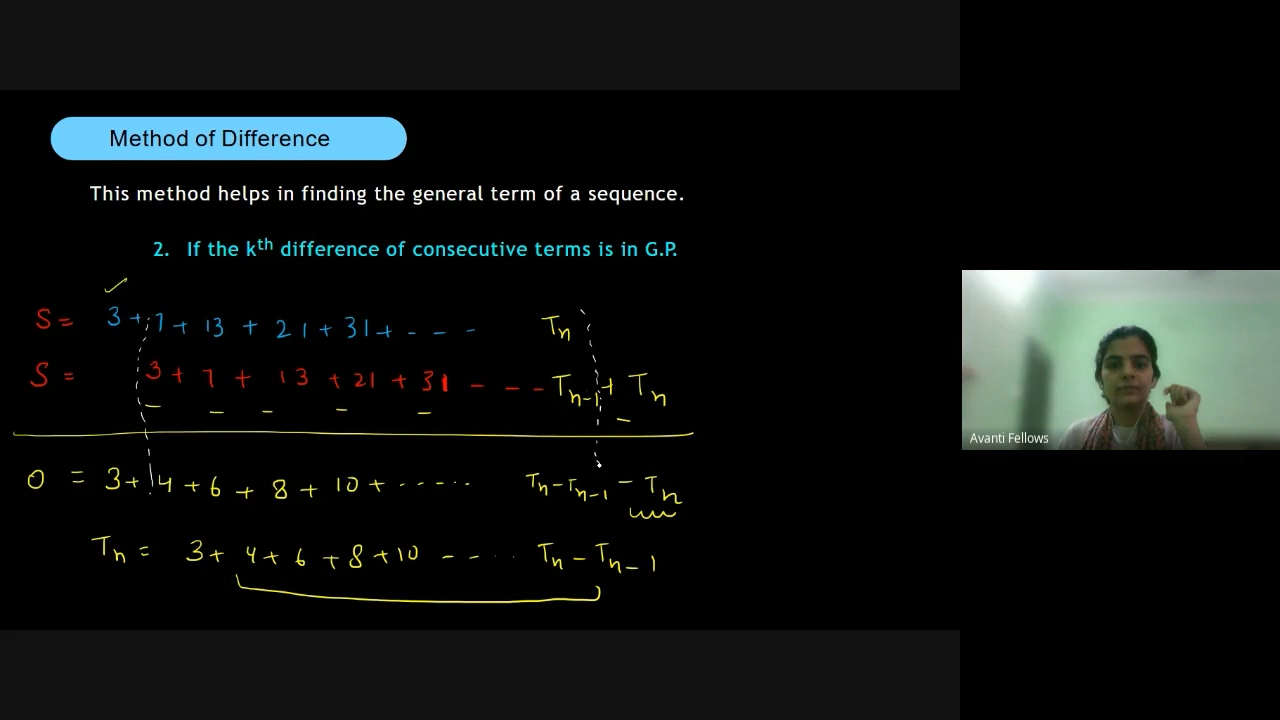 Method of Difference
This method helps in finding the general term of a sequence.
2. If the kth difference of consecutive terms is in G.P.
S = 3 + 7 + 13 + 21 + 31 + - - - Tn
S = 3 + 7 + 13 + 21 + 31 - - - Tn-1 + Tn
- - - - - -
0 = 3 + 4 + 6 + 8 + 10 + ...... Tn - Tn-1 - Tn
Tn = 3 + 4 + 6 + 8 + 10 - - . . Tn - Tn-1
Avanti Fellows